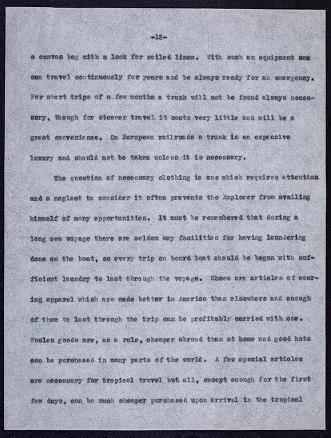 -12-
a canvas bag with a lock for soiled linen.  With such an equipment one
can travel continuously for years and be always ready for an emergency.
For short trips of a few months a trunk will not be found always neces-
sary, though for steamer travel it costs very little and will be a
great convenience.  On European railroads a trunk is an expensive
luxury and should not be taken unless it is necessary.
The question of necessary clothing is one which requires attention
and a neglect to consider it often prevents the Explorer from availing
himself of many opportunities.  It must be remembered that during a
long sea voyage there are seldom any facilities for having laundering
done on the boat, so every trip on board boat should be begun with suf-
ficient laundry to last through the voyage.  Shoes are articles of wear-
ing apparel which are made better in America than elsewhere and enough
of them to last through the trip can be profitably carried with one.
Woolen goods are, as a rule, cheaper abroad than at home and good hats
can be purchased in many parts of the world.  A few special articles
are necessary for tropical travel but all, except enough for the first
few days, can be much cheaper purchased upon arrival in the tropical